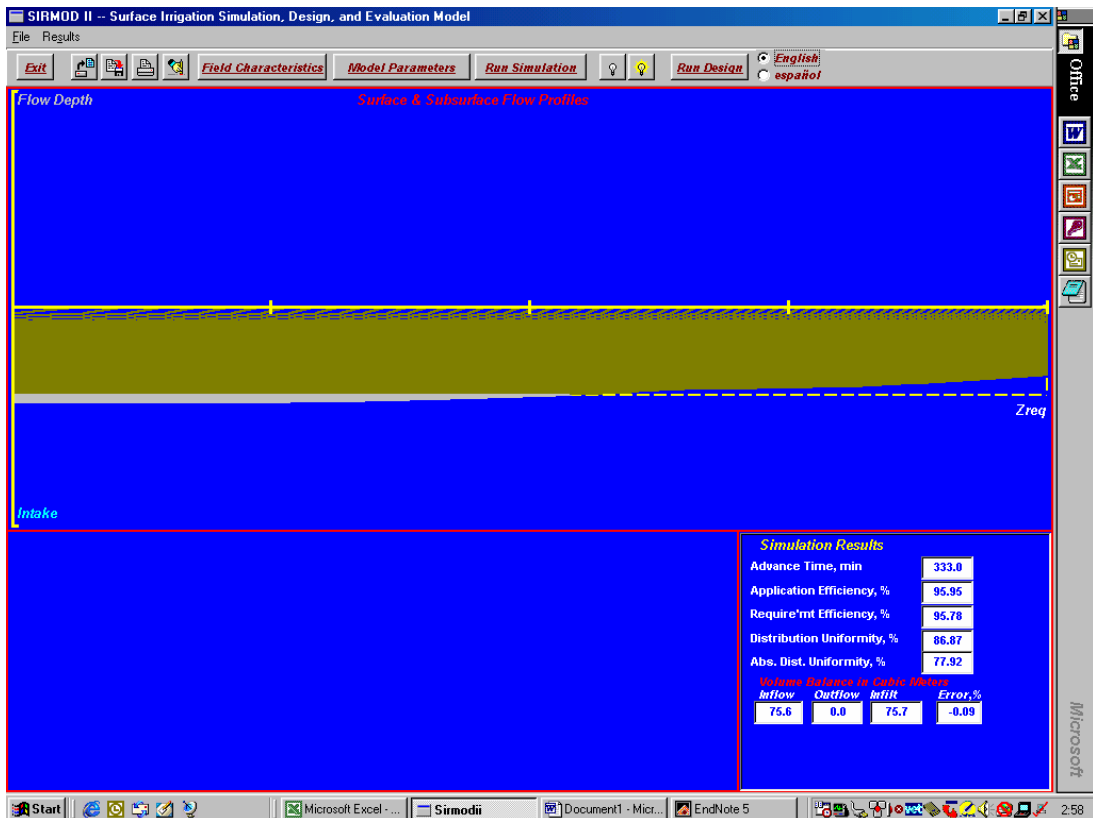 SIRMOD II -- Surface Irrigation Simulation, Design, and Evaluation Model
File Results
Exit Field Characteristics Model Parameters Run Simulation Run Design English
español
Office
Flow Depth Surface & Subsurface Flow Profiles
Zreq
Intake
Simulation Results
Advance Time, min 333.0
Application Efficiency, % 95.95
Require'mt Efficiency, % 95.78
Distribution Uniformity, % 86.87
Abs. Dist. Uniformity, % 77.92
Volume Balance in Cubic Meters
Inflow Outflow Infilt Error,%
75.6 0.0 75.7 -0.09
Microsoft
Start Microsoft Excel - ... Sirmodii Document1 - Micr... EndNote 5 2:58